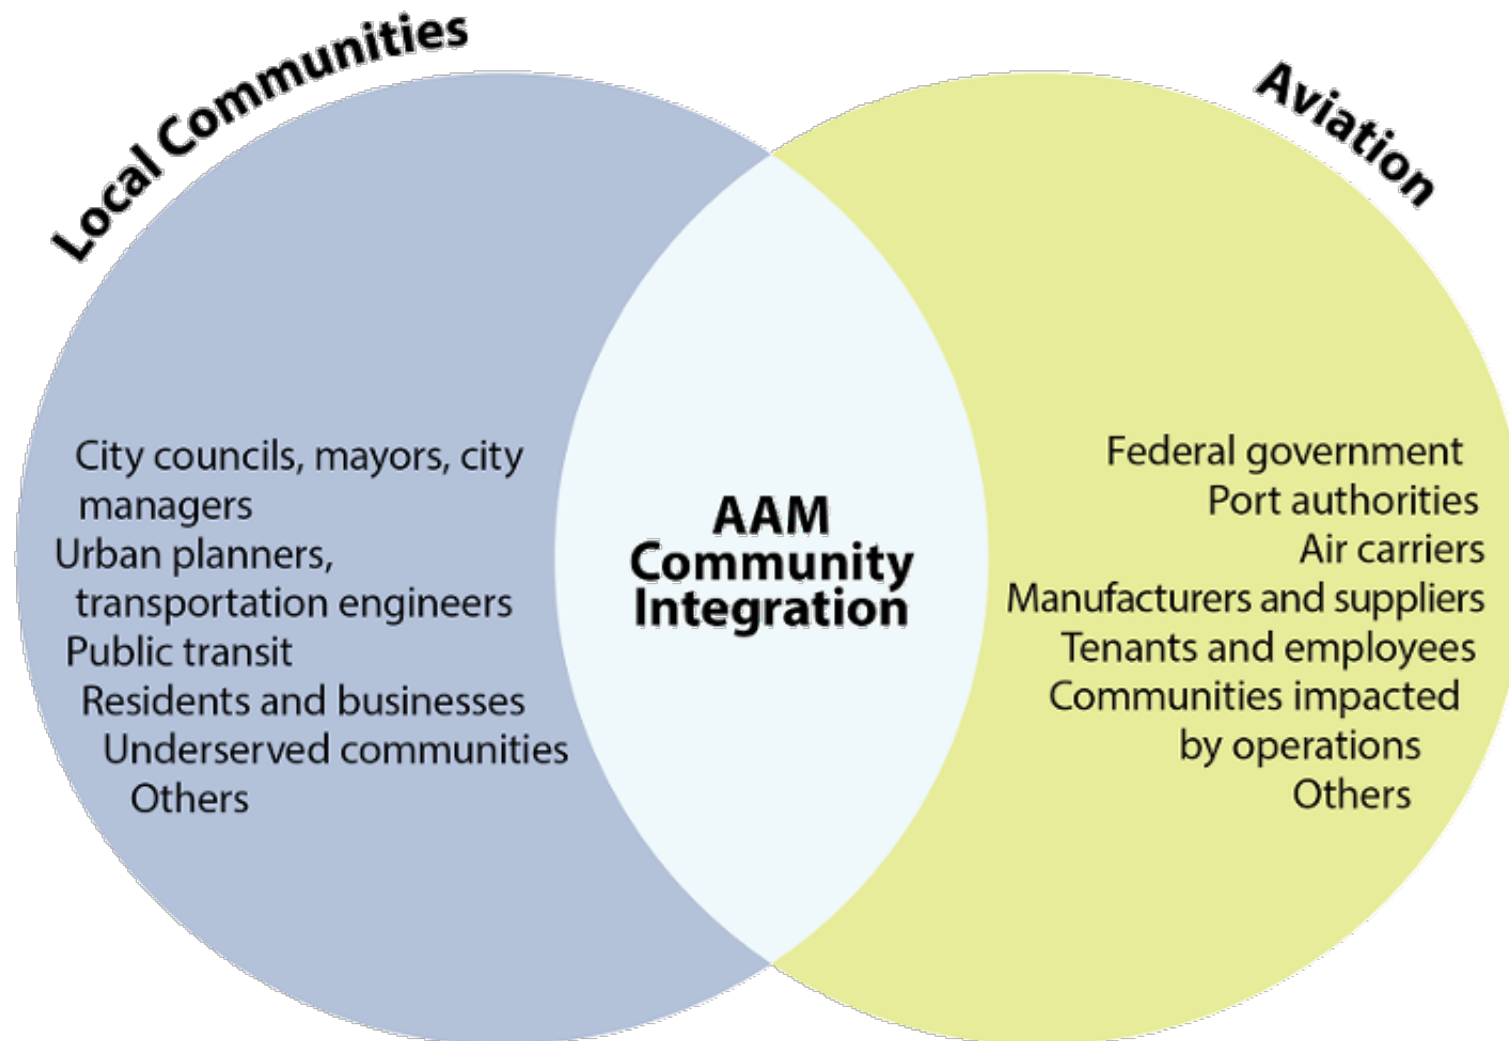 Local Communities
City councils, mayors, city
managers
Urban planners,
transportation engineers
Public transit
Residents and businesses
Underserved communities
Others
AAM
Community
Integration
Aviation
Federal government
Port authorities
Air carriers
Manufacturers and suppliers
Tenants and employees
Communities impacted
by operations
Others